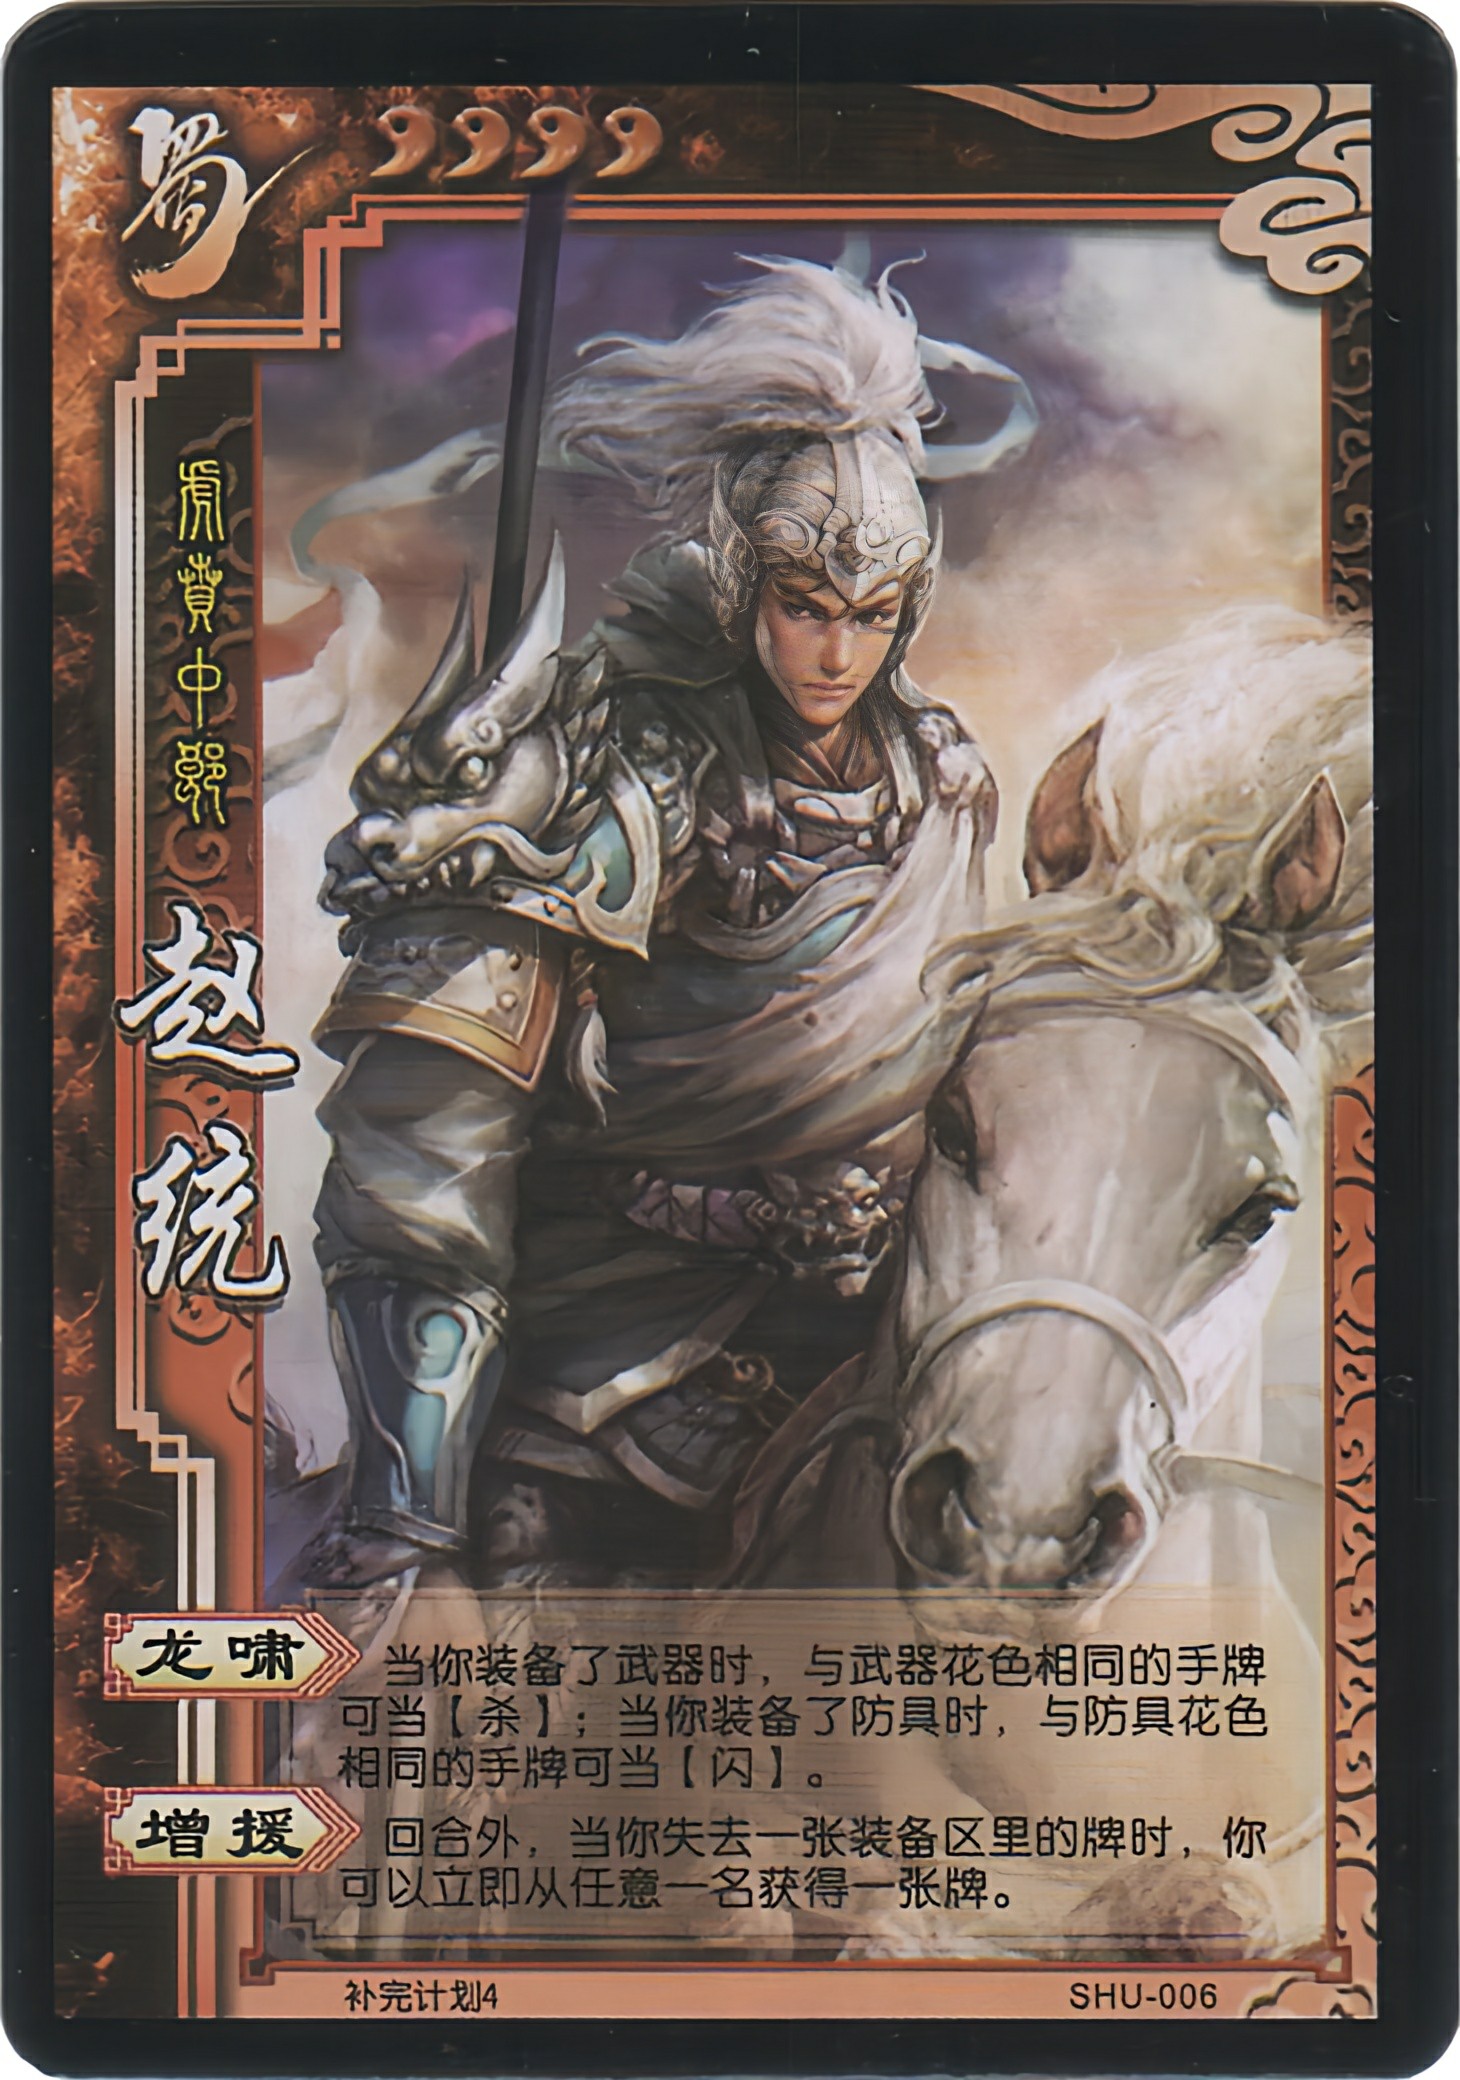 蜀
虎賁中郎
赵统
龙啸
当你装备了武器时，与武器花色相同的手牌
可当【杀】；当你装备了防具时，与防具花色
相同的手牌可当【闪】。
增援
回合外，当你失去一张装备区里的牌时，你
可以立即从任意一名获得一张牌。
补完计划4
SHU-006